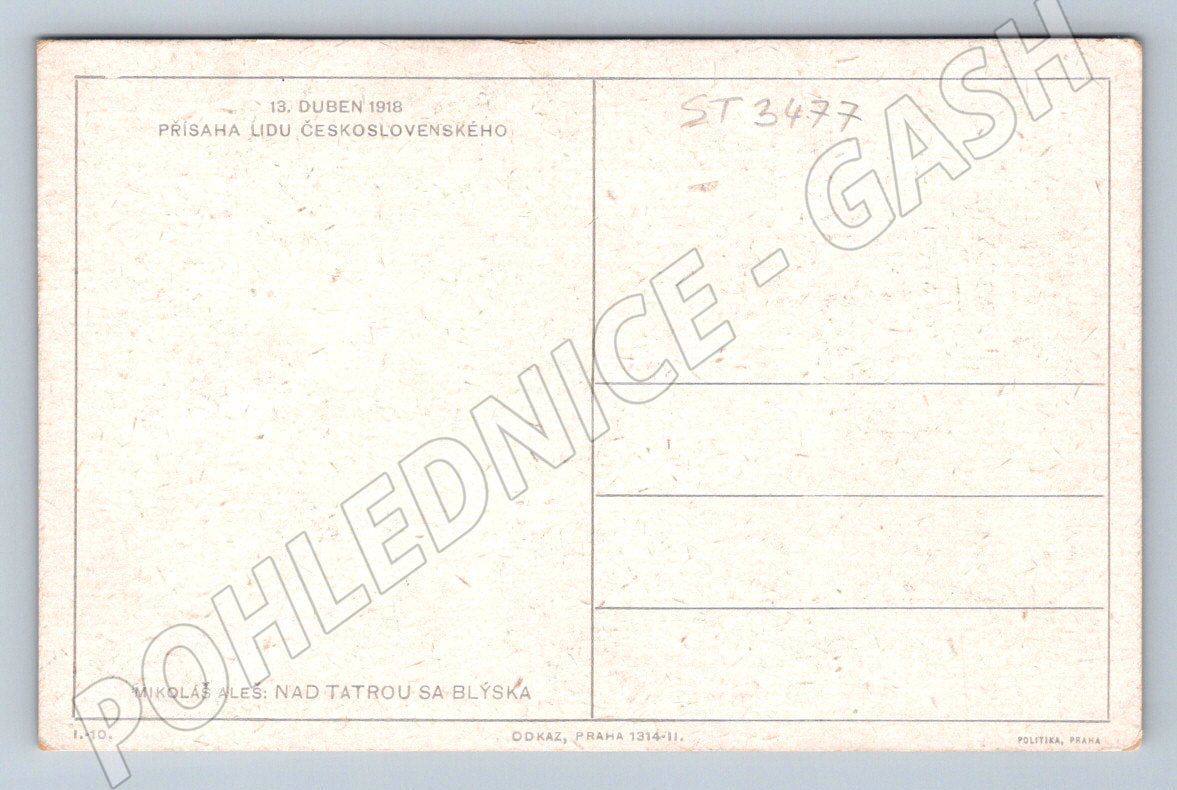 13. DUBEN 1918
PŘÍSAHA LIDU ČESKOSLOVENSKÉHO
ST 3477
POHLEDNICE - GASH
MIKOLÁŠ ALEŠ: NAD TATROU SA BLÝSKA
I.-10.
ODKAZ, PRAHA 1314-II.
POLITIKA, PRAHA